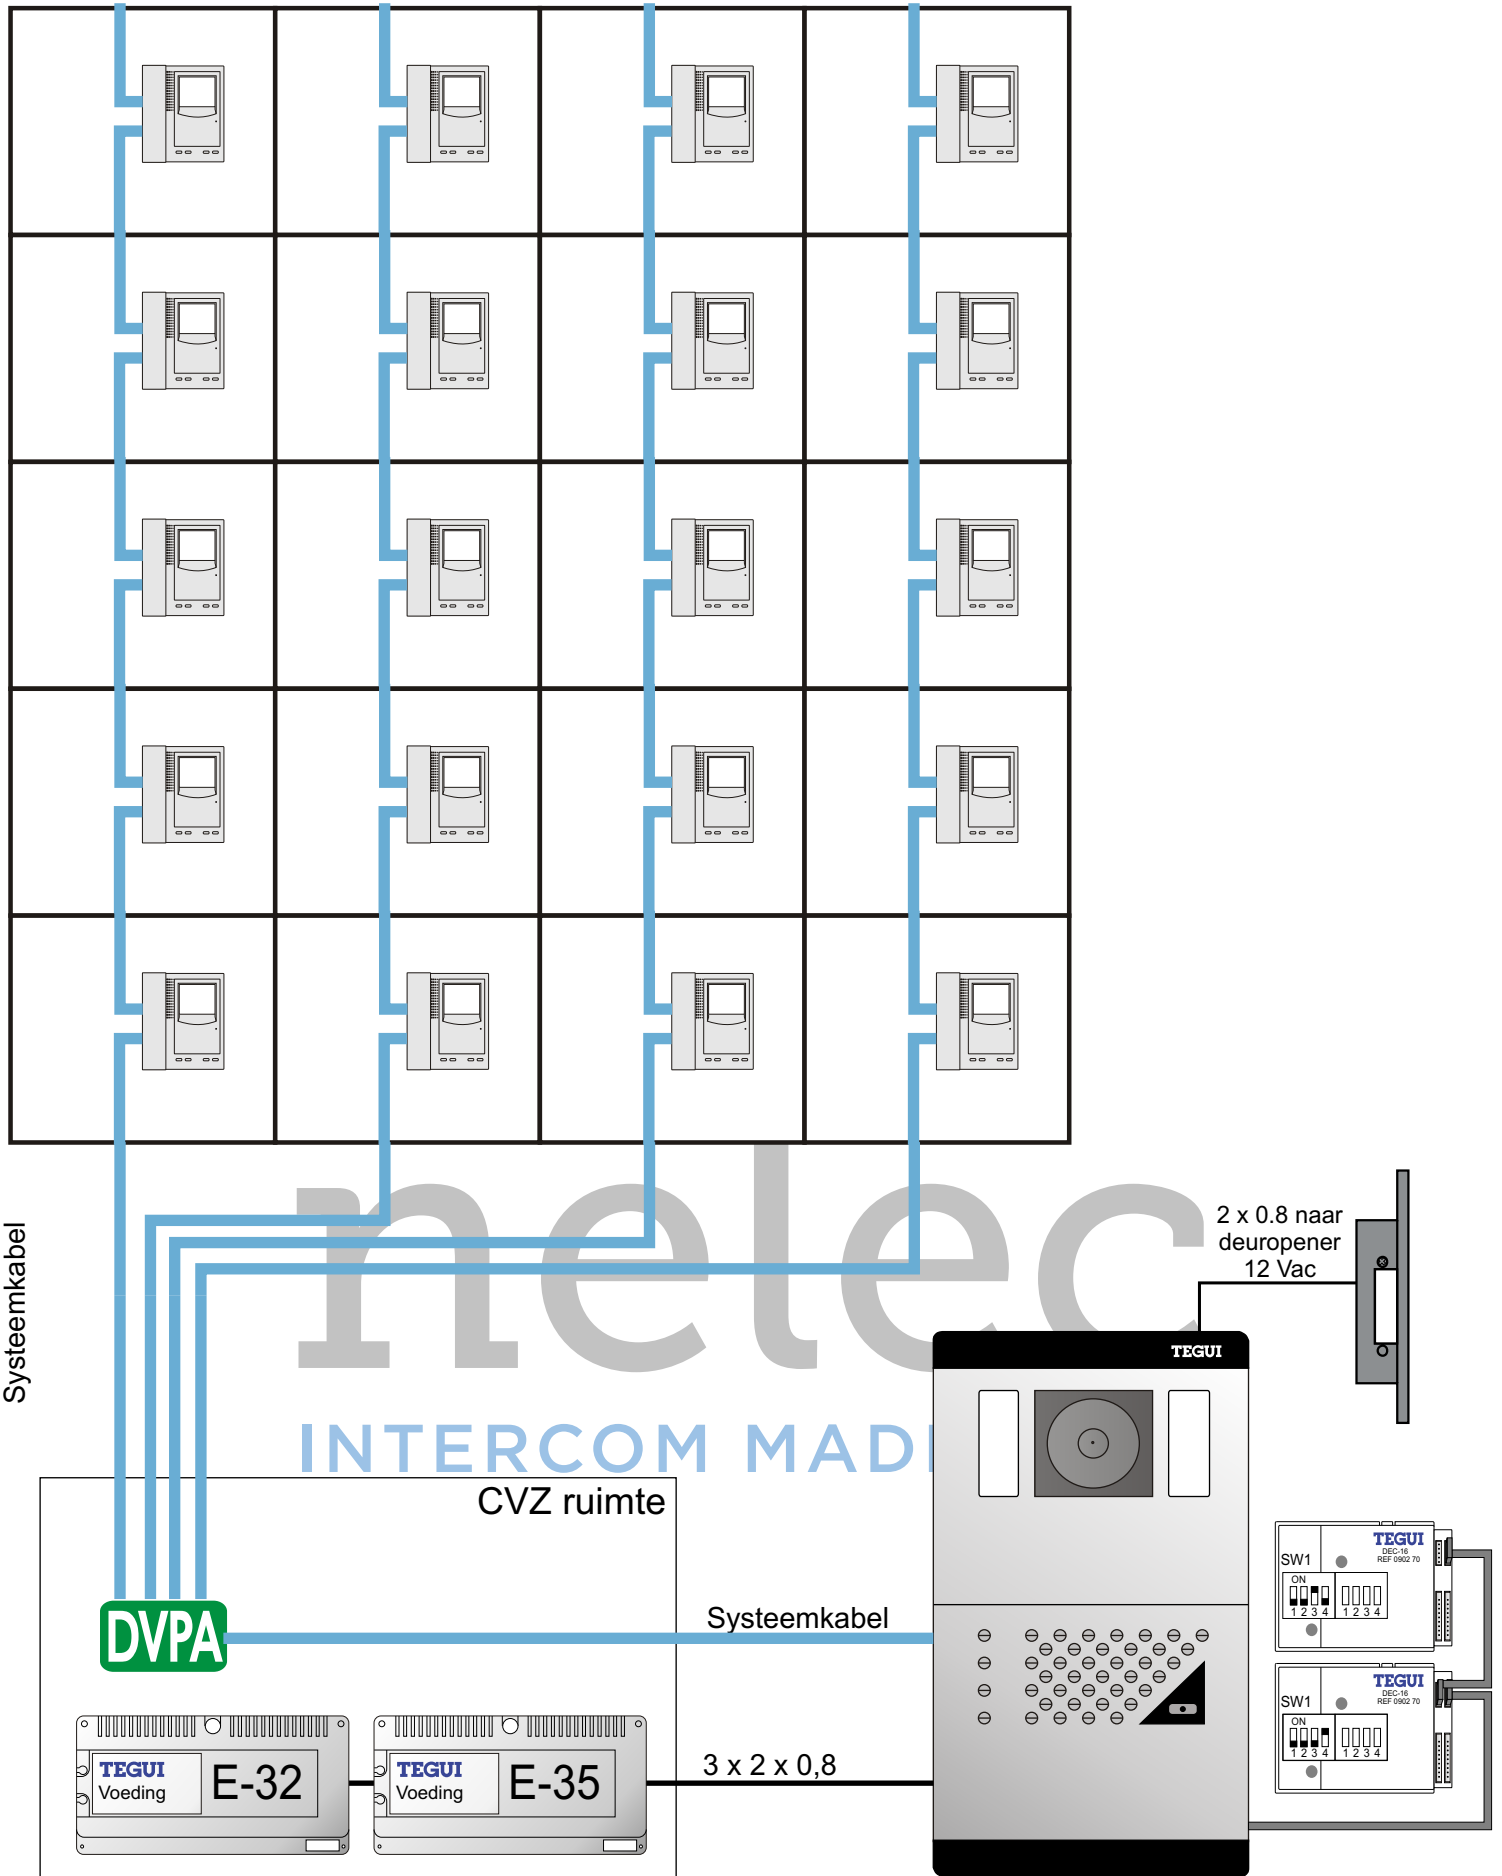 nelec
INTERCOM MADE
Systeemkabel
2 x 0.8 naar
deuropener
12 Vac
TEGUI
CVZ ruimte
DVPA
Systeemkabel
TEGUI
Voeding
E-32
TEGUI
Voeding
E-35
3 x 2 x 0,8
TEGUI
DEC-16
REF 0902 70
SW1
ON
1 2 3 4
1 2 3 4
TEGUI
DEC-16
REF 0902 70
SW1
ON
1 2 3 4
1 2 3 4